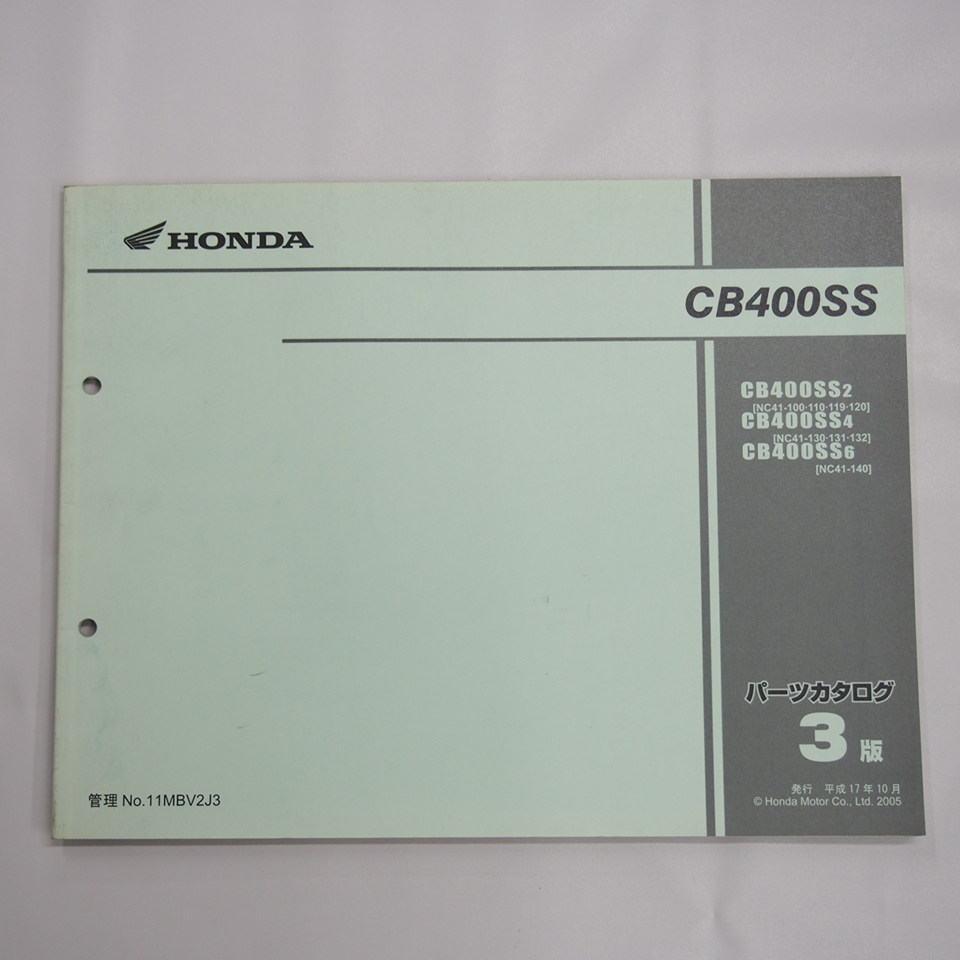 HONDA
CB400SS
CB400SS2
[NC41-100·110·119·120]
CB400SS4
[NC41-130·131·132]
CB400SS6
[NC41-140]
パーツカタログ
3 版
管理 No.11MBV2J3
発行 平成17年10月
© Honda Motor Co., Ltd. 2005